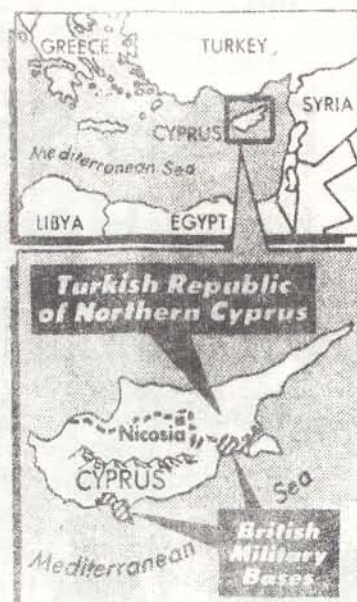 GREECE
TURKEY
SYRIA
CYPRUS
Mediterranean Sea
LIBYA
EGYPT
Turkish Republic
of Northern Cyprus
Nicosia
CYPRUS
Sea
British
Military
Bases
Mediterranean